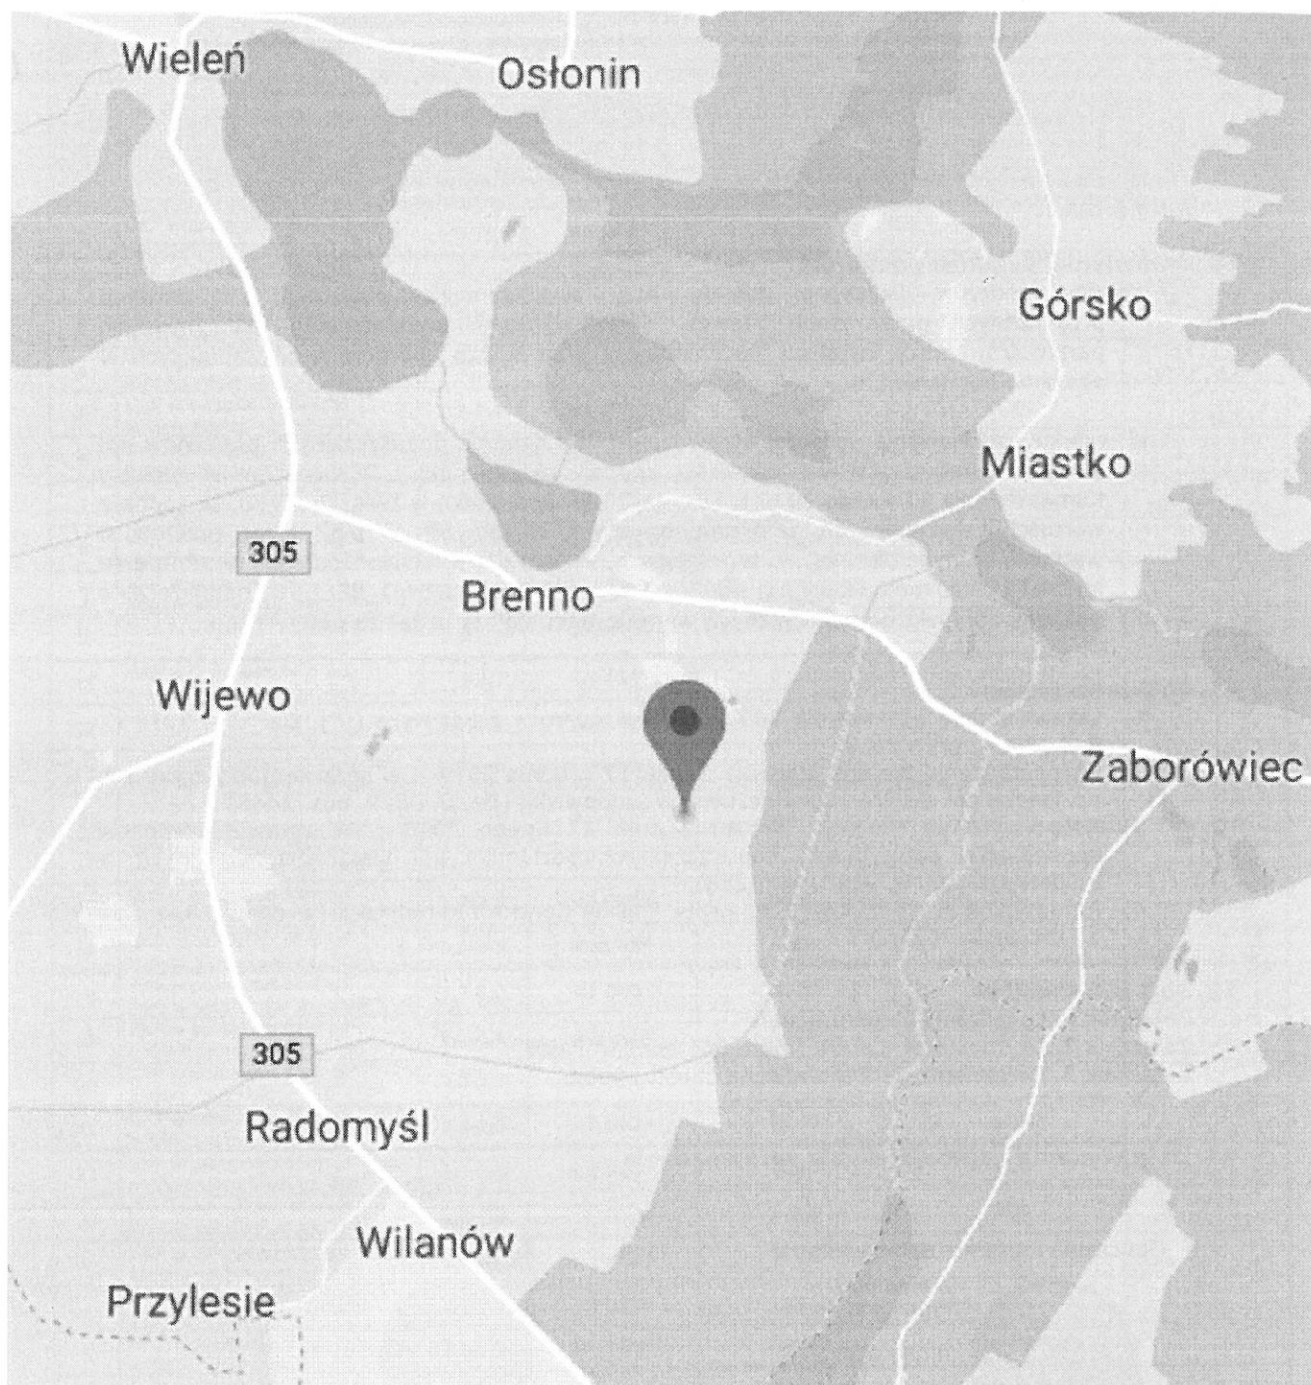 Wieleń
Osłonin
Górsko
Miastko
305
Brenno
Wijewo
Zaborówiec
305
Radomyśl
Wilanów
Przylesie